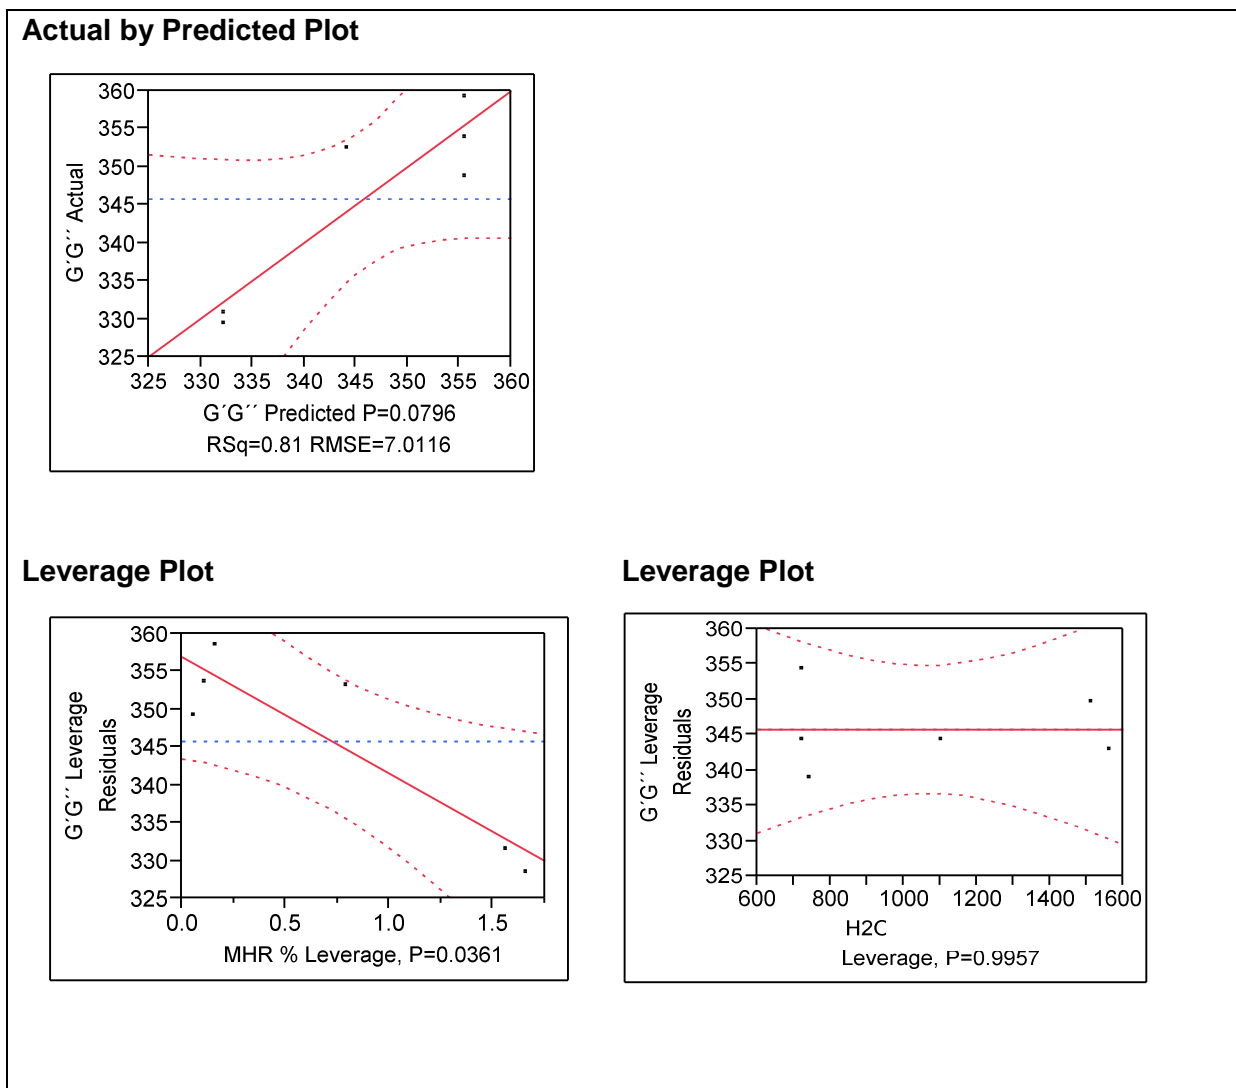 Actual by Predicted Plot
360
355
350
345
340
335
330
325
G´G´´ Actual
325 330 335 340 345 350 355 360
G´G´´ Predicted P=0.0796
RSq=0.81 RMSE=7.0116
Leverage Plot
360
355
350
345
340
335
330
325
G´G´´ Leverage
Residuals
0.0 0.5 1.0 1.5
MHR % Leverage, P=0.0361
Leverage Plot
360
355
350
345
340
335
330
325
G´G´´ Leverage
Residuals
600 800 1000 1200 1400 1600
H2C
Leverage, P=0.9957